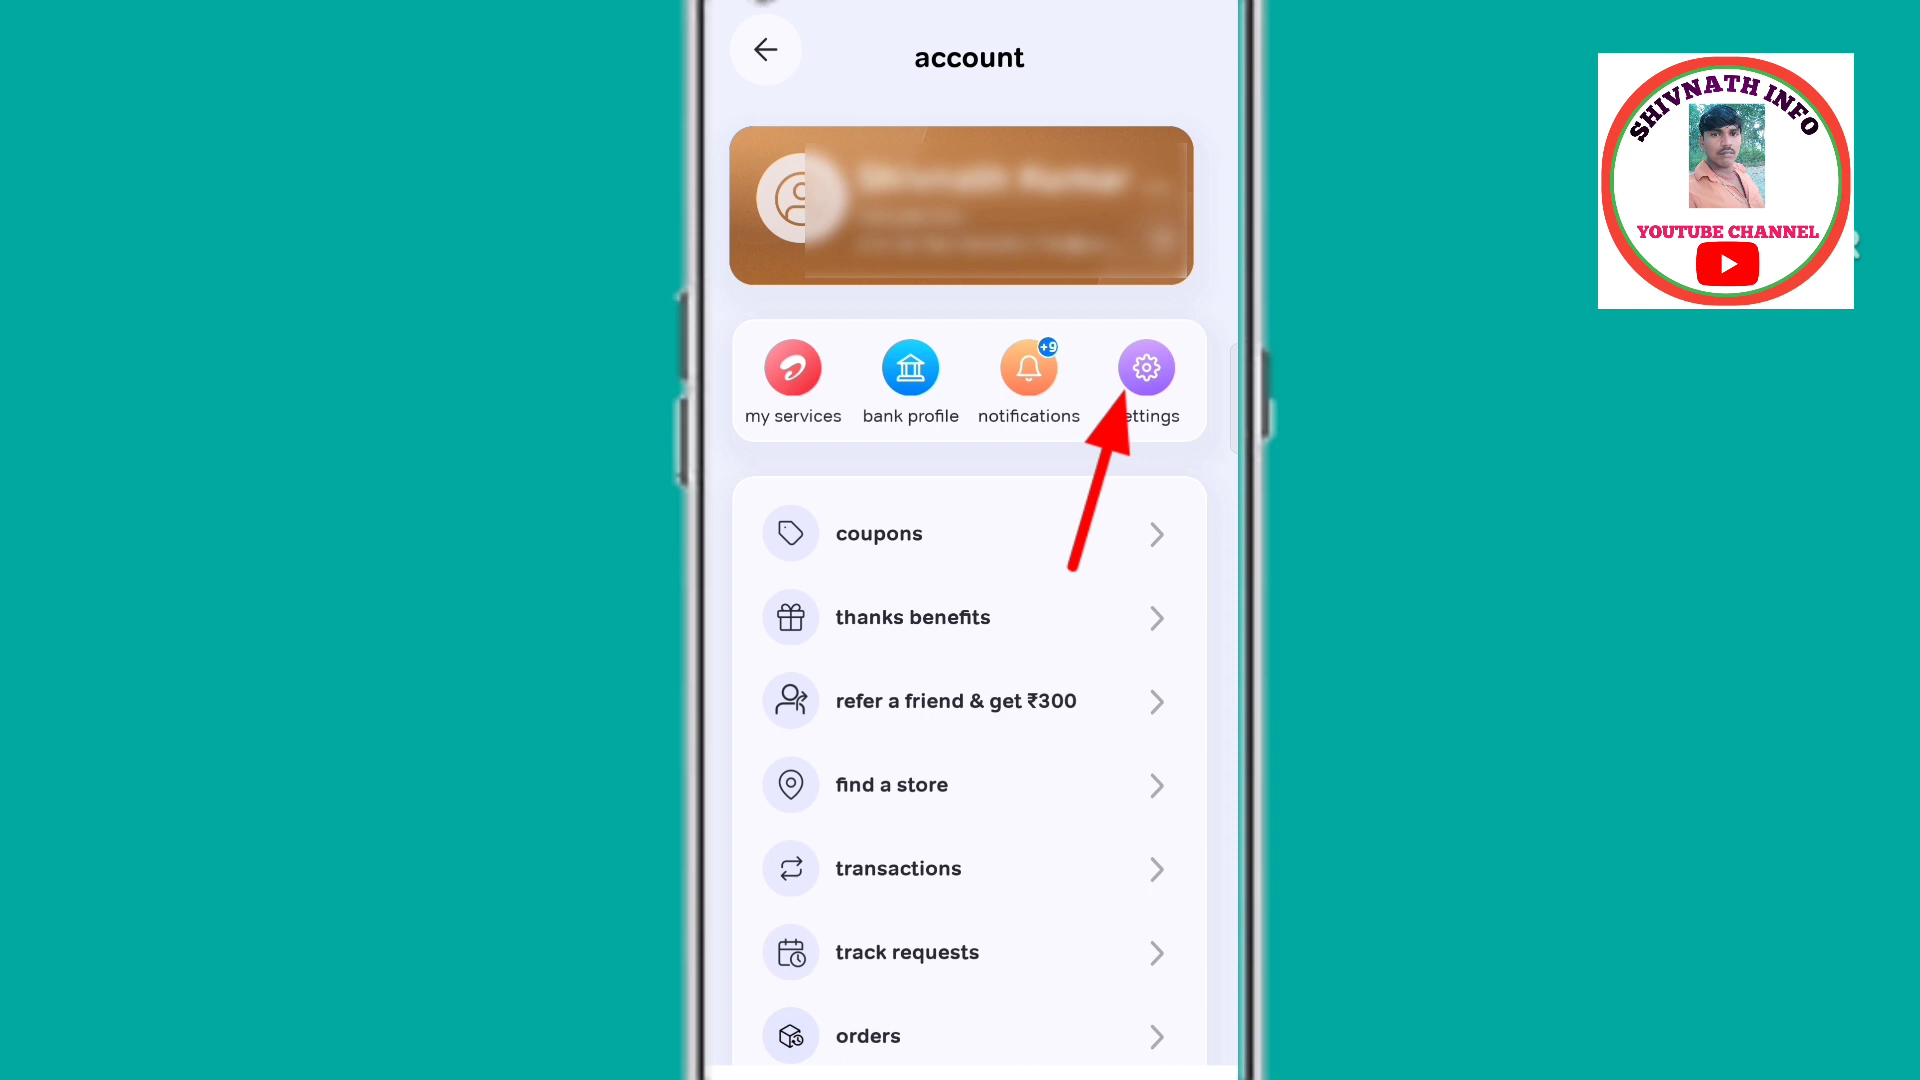 account
my services
bank profile
notifications
+9
ettings
coupons
thanks benefits
refer a friend & get ₹300
find a store
transactions
track requests
orders
SHIVNATH INFO
YOUTUBE CHANNEL
R